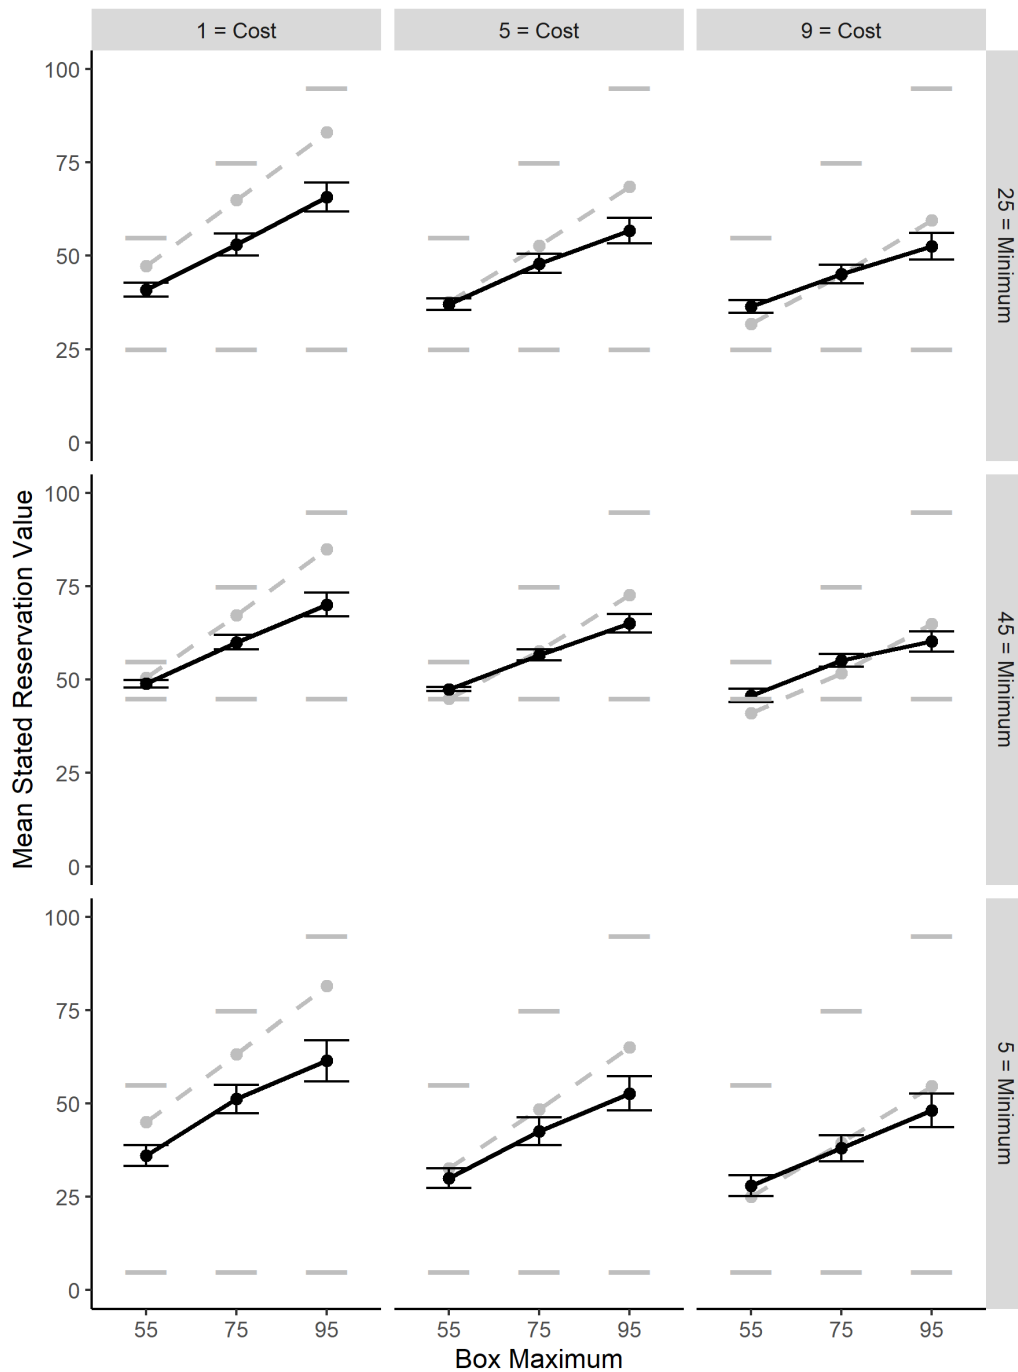 1 = Cost
5 = Cost
9 = Cost
100
75
50
25
0
25 = Minimum
100
75
50
25
0
45 = Minimum
100
75
50
25
0
5 = Minimum
Mean Stated Reservation Value
55 75 95
55 75 95
55 75 95
Box Maximum